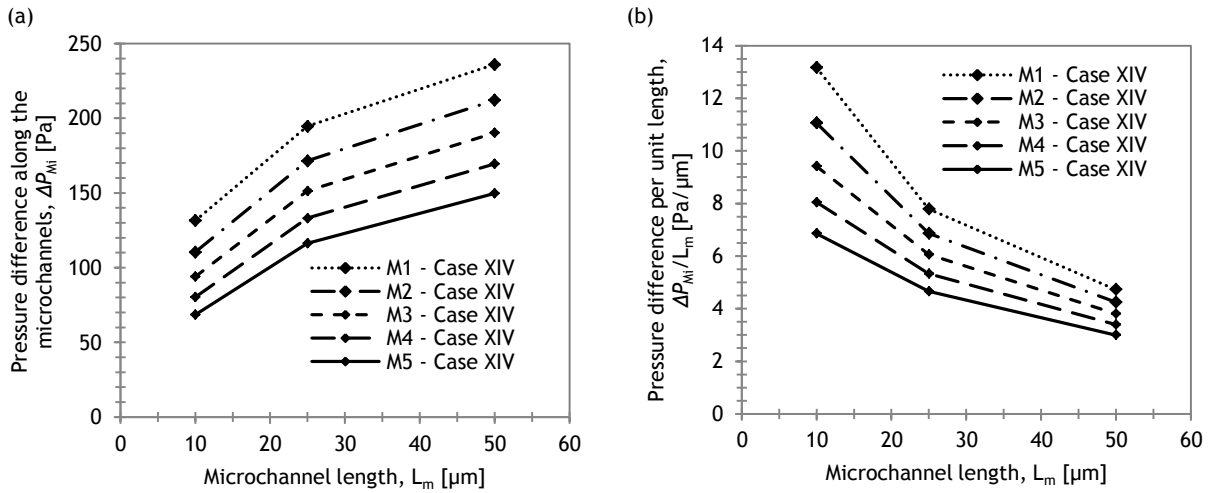 (a)
Pressure difference along the
microchannels, ΔP_Mi [Pa]
250
200
150
100
50
0
M1 - Case XIV
M2 - Case XIV
M3 - Case XIV
M4 - Case XIV
M5 - Case XIV
0 10 20 30 40 50 60
Microchannel length, L_m [µm]
(b)
Pressure difference per unit length,
ΔP_Mi/L_m [Pa/µm]
14
12
10
8
6
4
2
0
M1 - Case XIV
M2 - Case XIV
M3 - Case XIV
M4 - Case XIV
M5 - Case XIV
0 10 20 30 40 50 60
Microchannel length, L_m [µm]